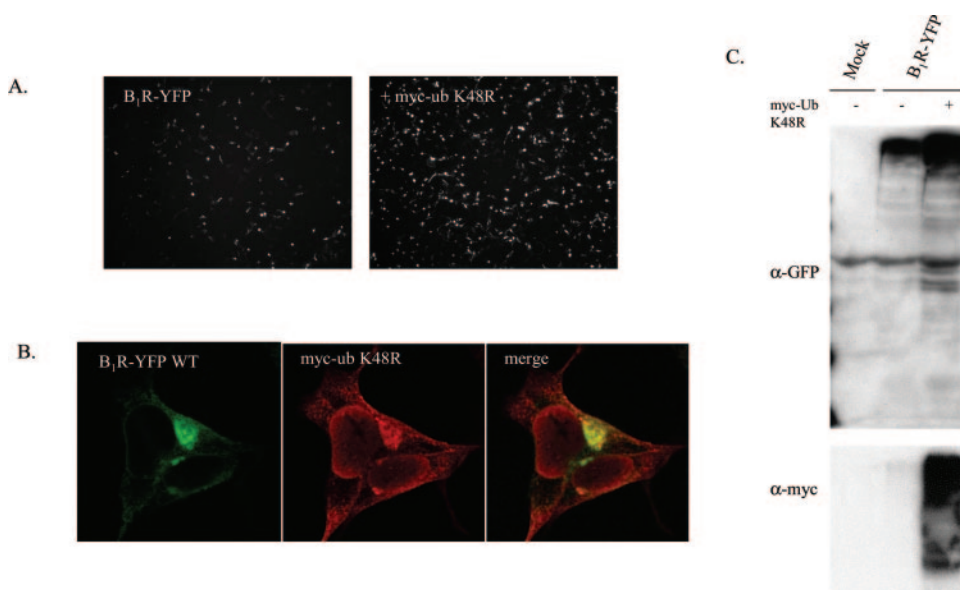 A.
B₁R-YFP
+ myc-ub K48R
B.
B₁R-YFP WT
myc-ub K48R
merge
C.
Mock
B₁R-YFP
myc-Ub - - +
K48R
α-GFP
α-myc